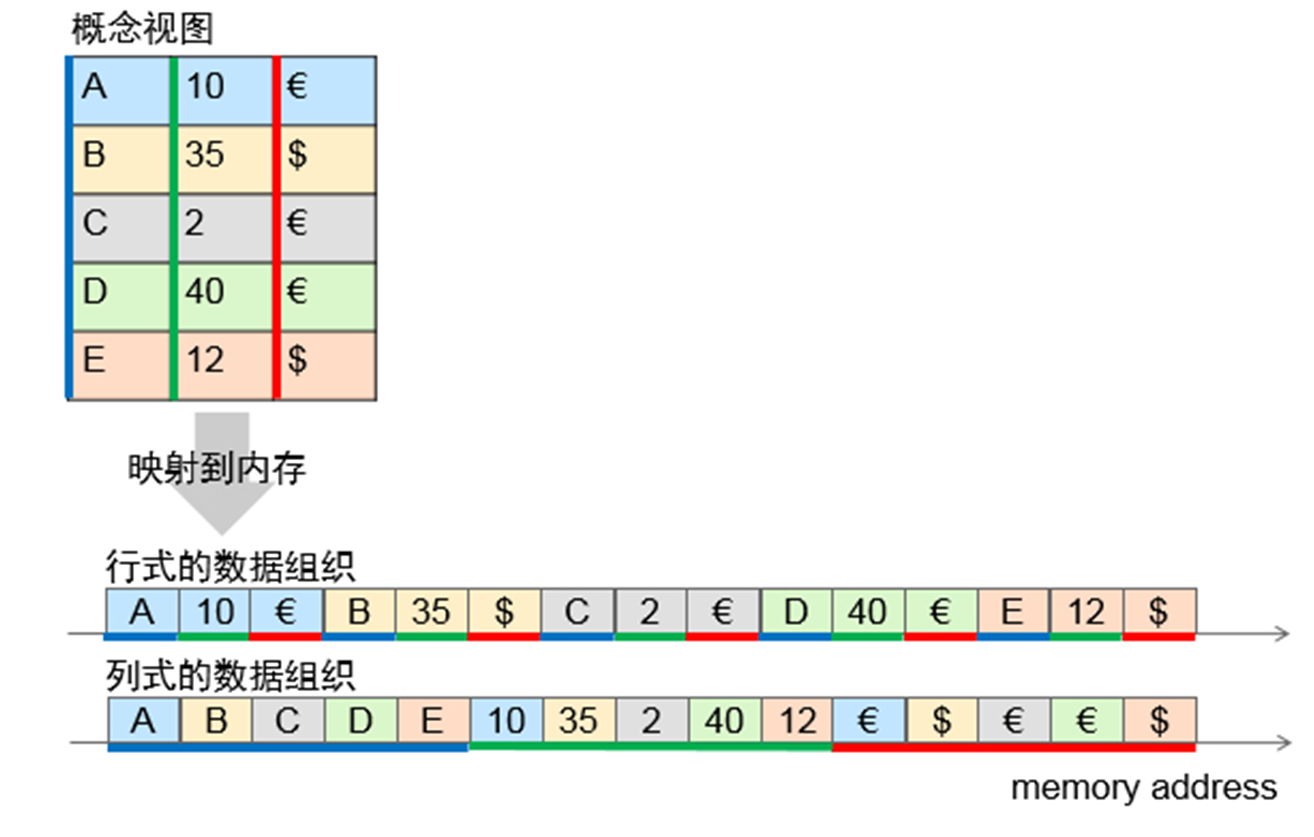 概念视图
A 10 €
B 35 $
C 2 €
D 40 €
E 12 $
映射到内存
行式的数据组织
A 10 € B 35 $ C 2 € D 40 € E 12 $
列式的数据组织
A B C D E 10 35 2 40 12 € $ € € $
memory address